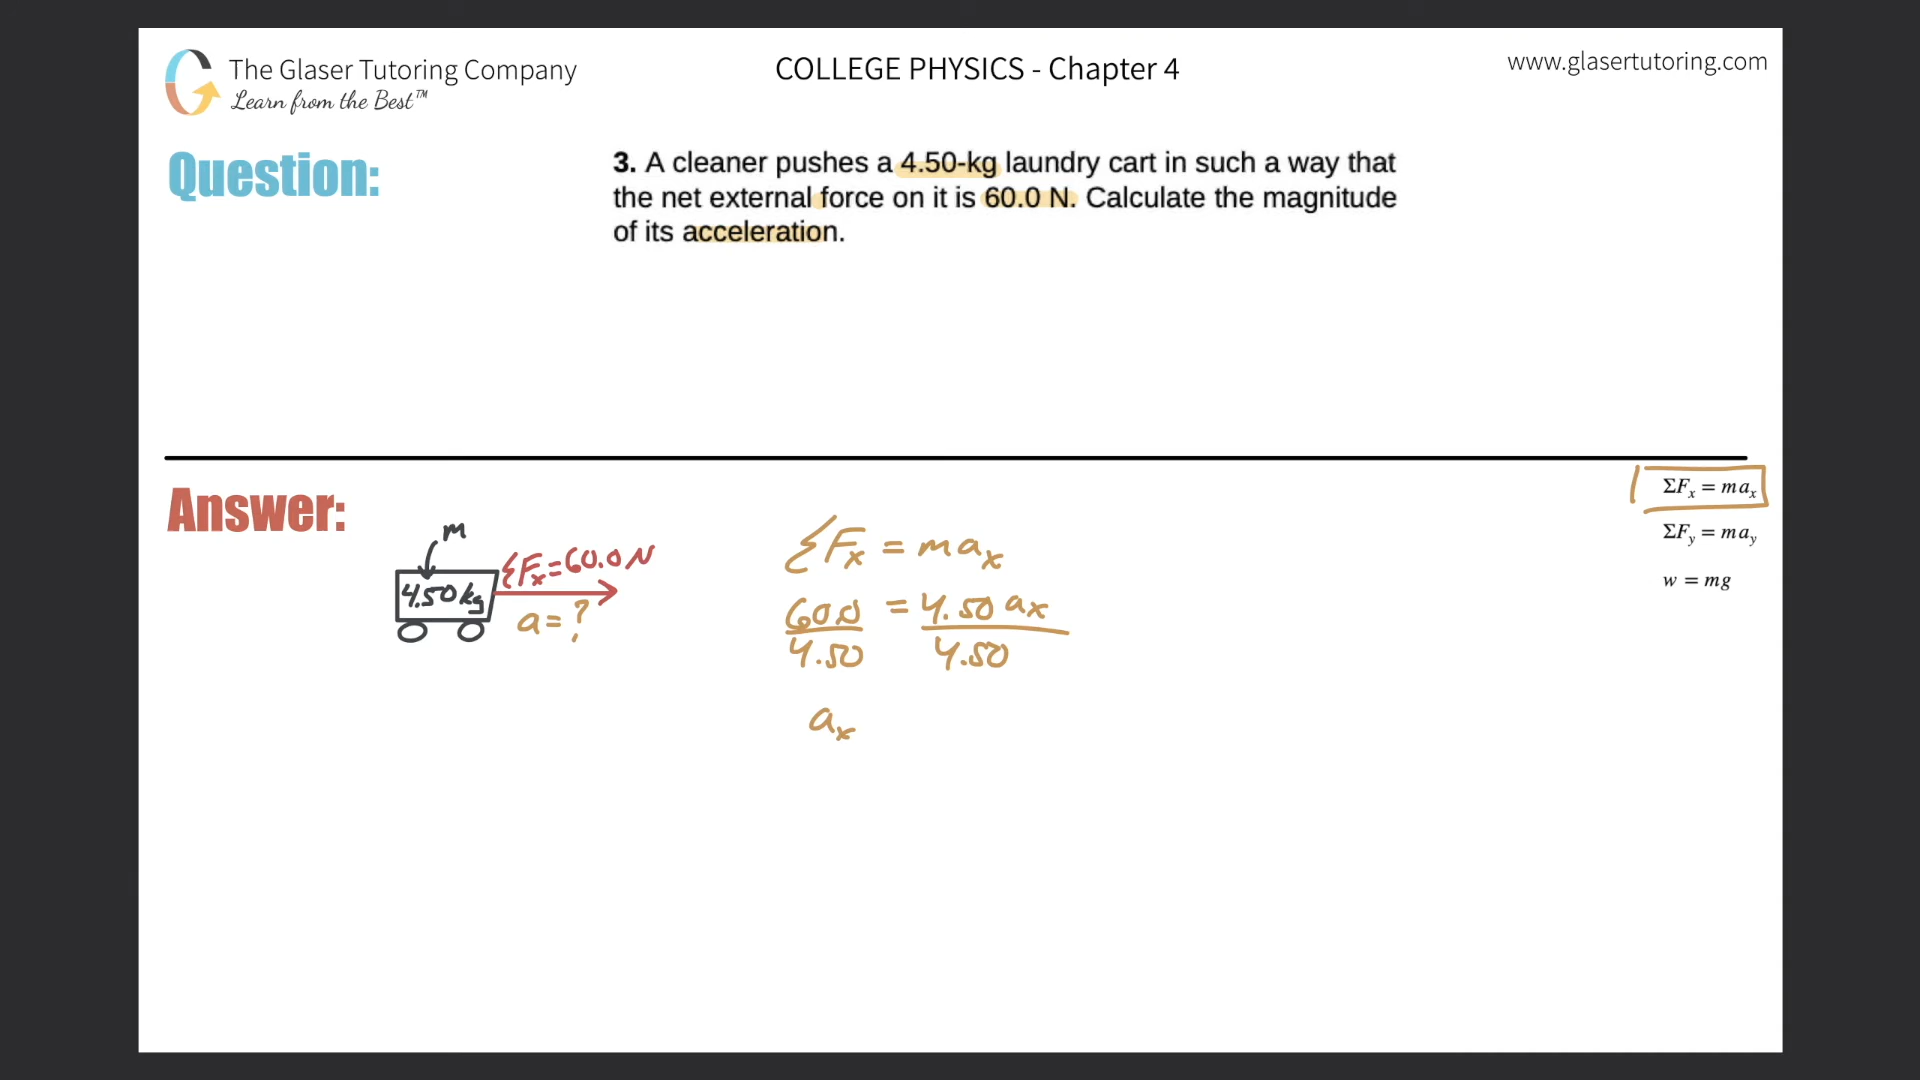 The Glaser Tutoring Company
Learn from the Best™
COLLEGE PHYSICS - Chapter 4
www.glasertutoring.com
Question:
3. A cleaner pushes a 4.50-kg laundry cart in such a way that
the net external force on it is 60.0 N. Calculate the magnitude
of its acceleration.
Answer:
m
4.50 kg
ΣFx = 60.0 N
a = ?
ΣFx = max
60N = 4.50 ax
4.50 4.50
ax
ΣFx = max
ΣFy = may
w = mg